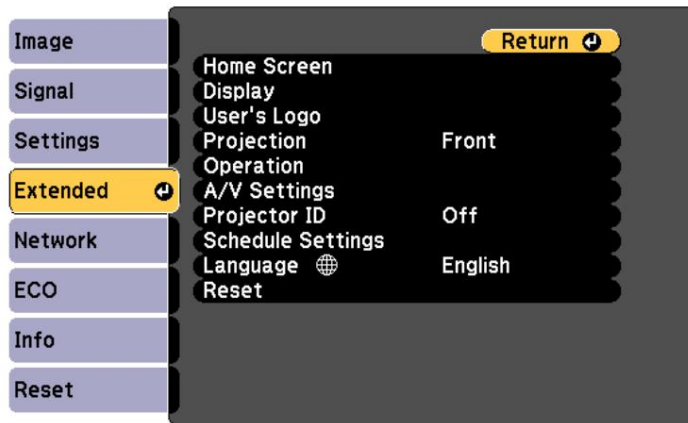 Image
Signal
Settings
Extended
Network
ECO
Info
Reset
Return
Home Screen
Display
User's Logo
Projection Front
Operation
A/V Settings
Projector ID Off
Schedule Settings
Language English
Reset